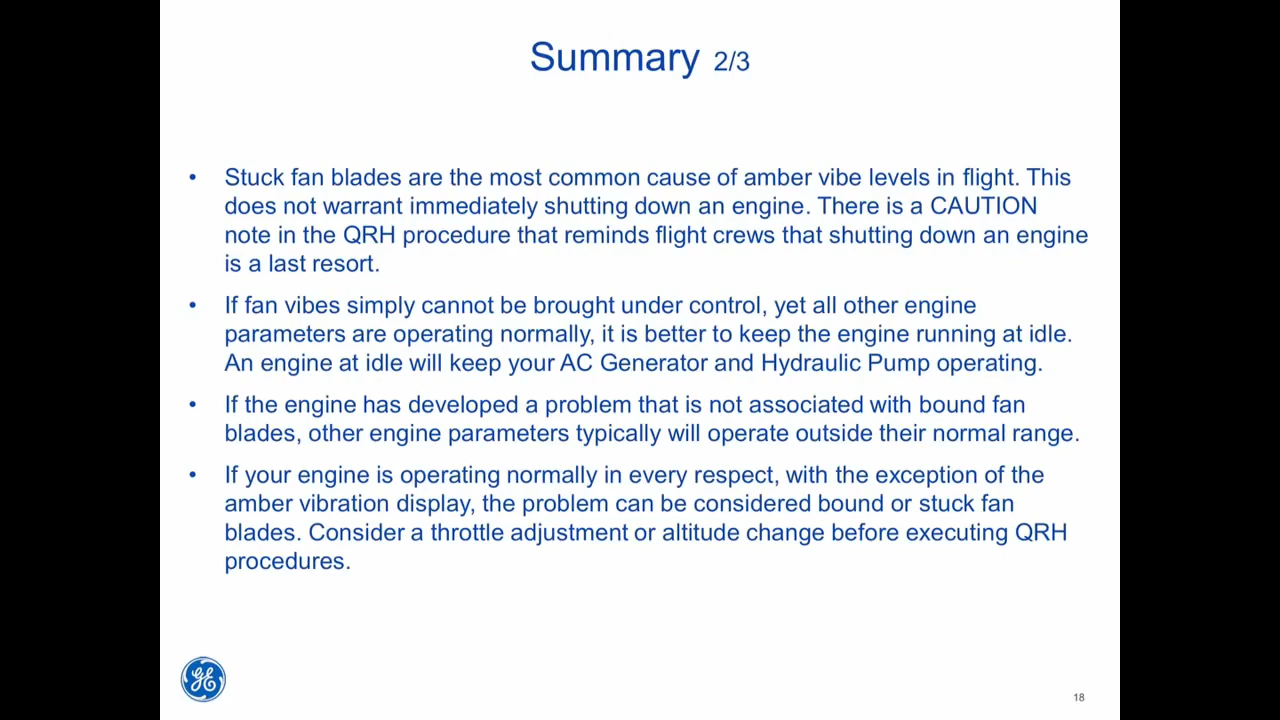 Summary 2/3
• Stuck fan blades are the most common cause of amber vibe levels in flight. This
does not warrant immediately shutting down an engine. There is a CAUTION
note in the QRH procedure that reminds flight crews that shutting down an engine
is a last resort.
• If fan vibes simply cannot be brought under control, yet all other engine
parameters are operating normally, it is better to keep the engine running at idle.
An engine at idle will keep your AC Generator and Hydraulic Pump operating.
• If the engine has developed a problem that is not associated with bound fan
blades, other engine parameters typically will operate outside their normal range.
• If your engine is operating normally in every respect, with the exception of the
amber vibration display, the problem can be considered bound or stuck fan
blades. Consider a throttle adjustment or altitude change before executing QRH
procedures.
GE
18